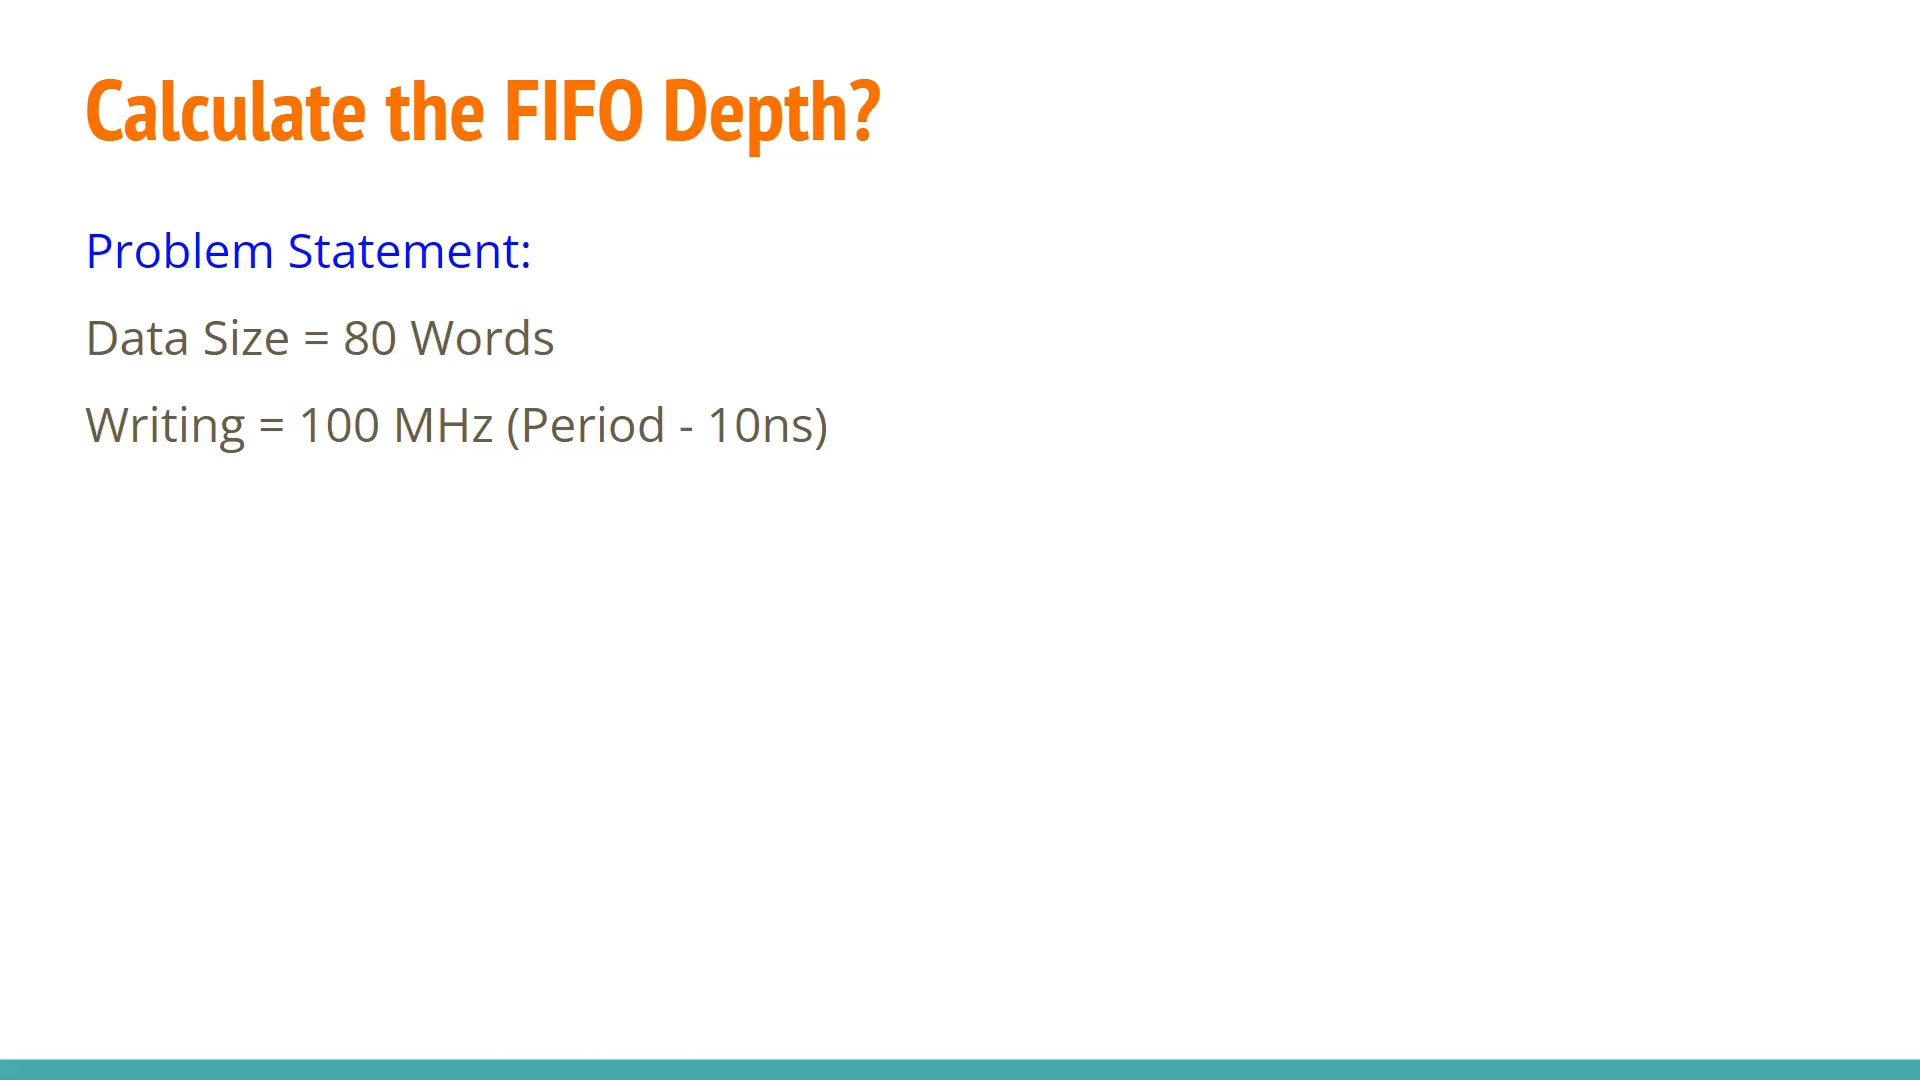 Calculate the FIFO Depth?
Problem Statement:
Data Size = 80 Words
Writing = 100 MHz (Period - 10ns)